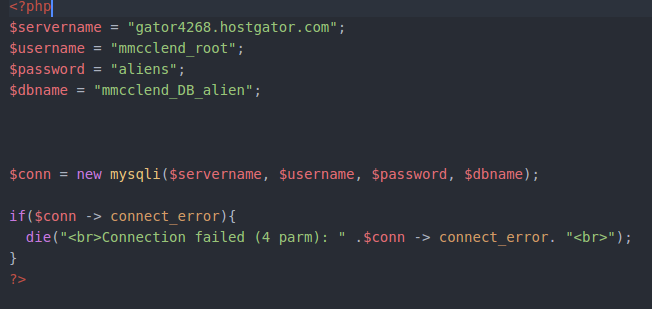 <?php
$servername = "gator4268.hostgator.com";
$username = "mmcclend_root";
$password = "aliens";
$dbname = "mmcclend_DB_alien";
$conn = new mysqli($servername, $username, $password, $dbname);
if($conn -> connect_error){
die("<br>Connection failed (4 parm): " .$conn -> connect_error. "<br>");
}
?>